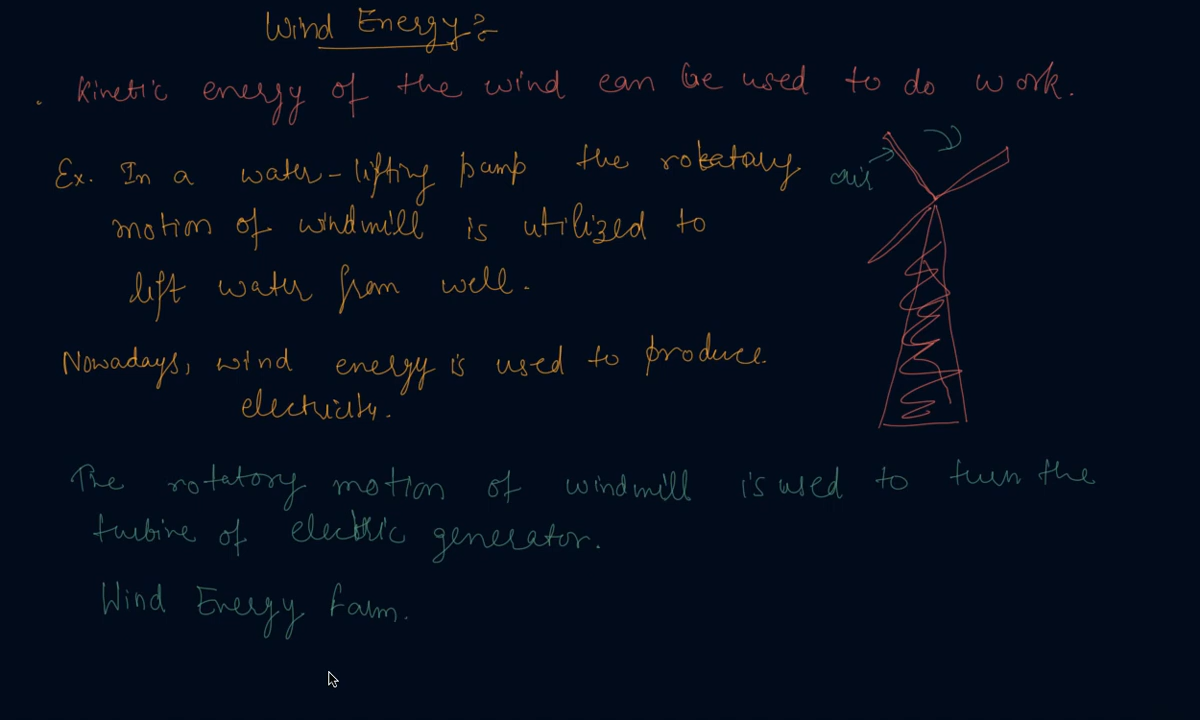 Wind Energy:-
. Kinetic energy of the wind can be used to do work.
Ex. In a water-lifting pump the rotatory
motion of windmill is utilized to
lift water from well.
air
Nowadays, wind energy is used to produce
electricity.
The rotatory motion of windmill is used to turn the
turbine of electric generator.
Wind Energy farm.